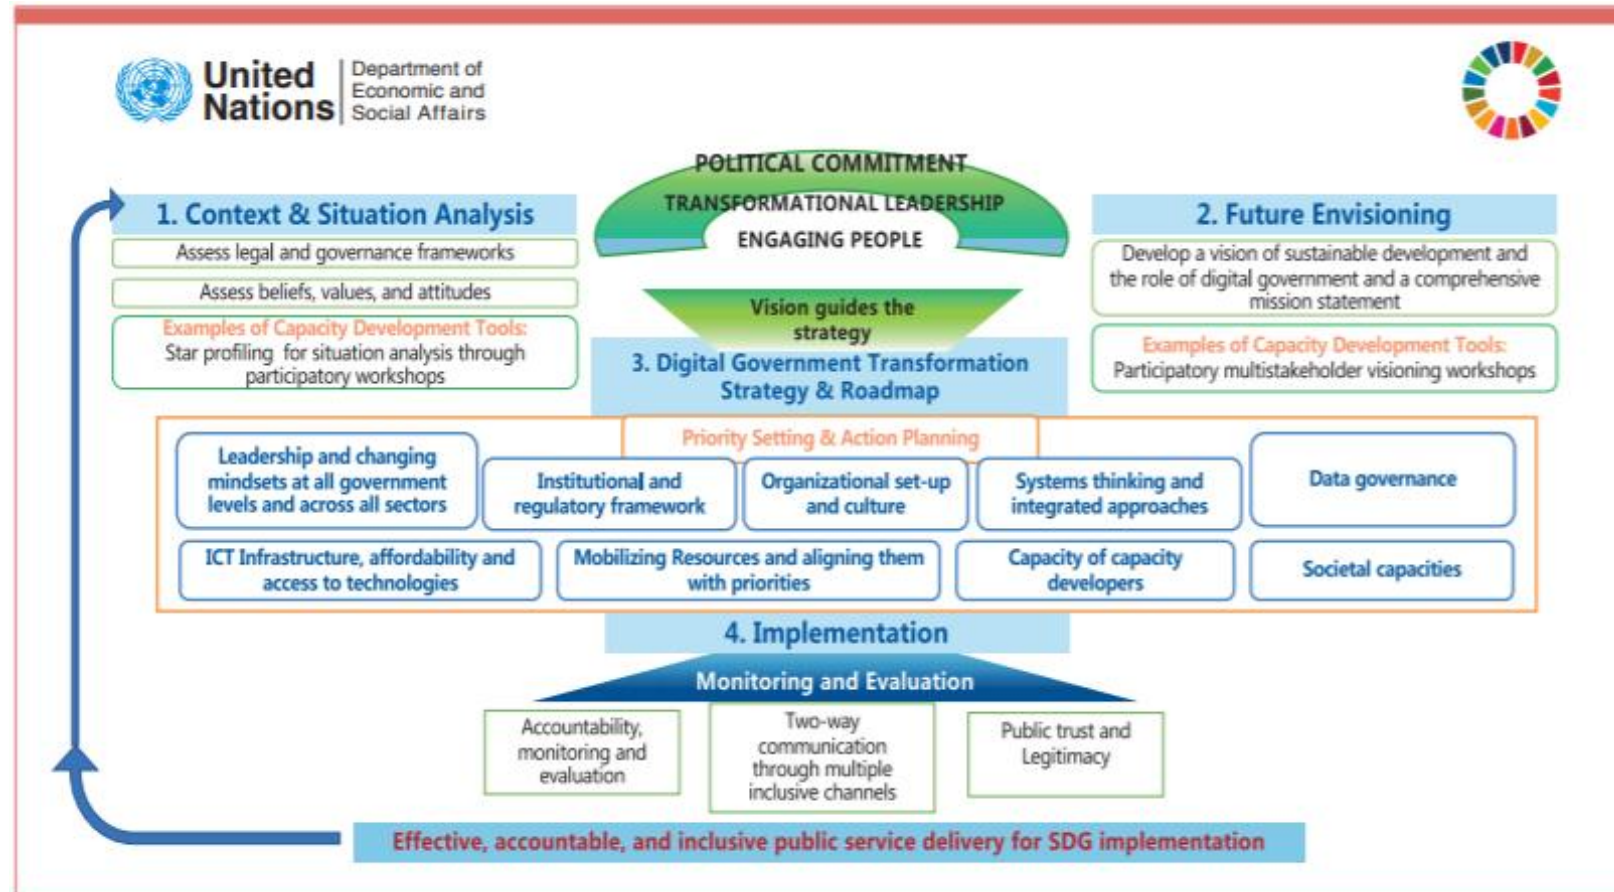 United
Nations
Department of
Economic and
Social Affairs
POLITICAL COMMITMENT
TRANSFORMATIONAL LEADERSHIP
ENGAGING PEOPLE
1. Context & Situation Analysis
Assess legal and governance frameworks
Assess beliefs, values, and attitudes
Examples of Capacity Development Tools:
Star profiling for situation analysis through
participatory workshops
2. Future Envisioning
Develop a vision of sustainable development and
the role of digital government and a comprehensive
mission statement
Examples of Capacity Development Tools:
Participatory multistakeholder visioning workshops
Vision guides the
strategy
3. Digital Government Transformation
Strategy & Roadmap
Priority Setting & Action Planning
Leadership and changing
mindsets at all government
levels and across all sectors
Institutional and
regulatory framework
Organizational set-up
and culture
Systems thinking and
integrated approaches
Data governance
ICT Infrastructure, affordability and
access to technologies
Mobilizing Resources and aligning them
with priorities
Capacity of capacity
developers
Societal capacities
4. Implementation
Monitoring and Evaluation
Accountability,
monitoring and
evaluation
Two-way
communication
through multiple
inclusive channels
Public trust and
Legitimacy
Effective, accountable, and inclusive public service delivery for SDG implementation